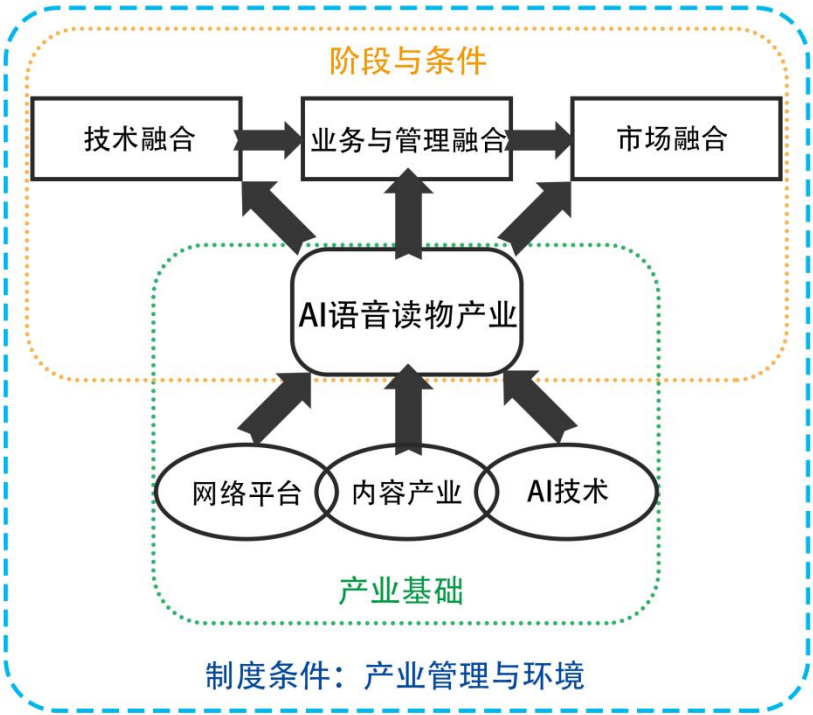 阶段与条件
技术融合
业务与管理融合
市场融合
AI语音读物产业
网络平台
内容产业
AI技术
产业基础
制度条件：产业管理与环境